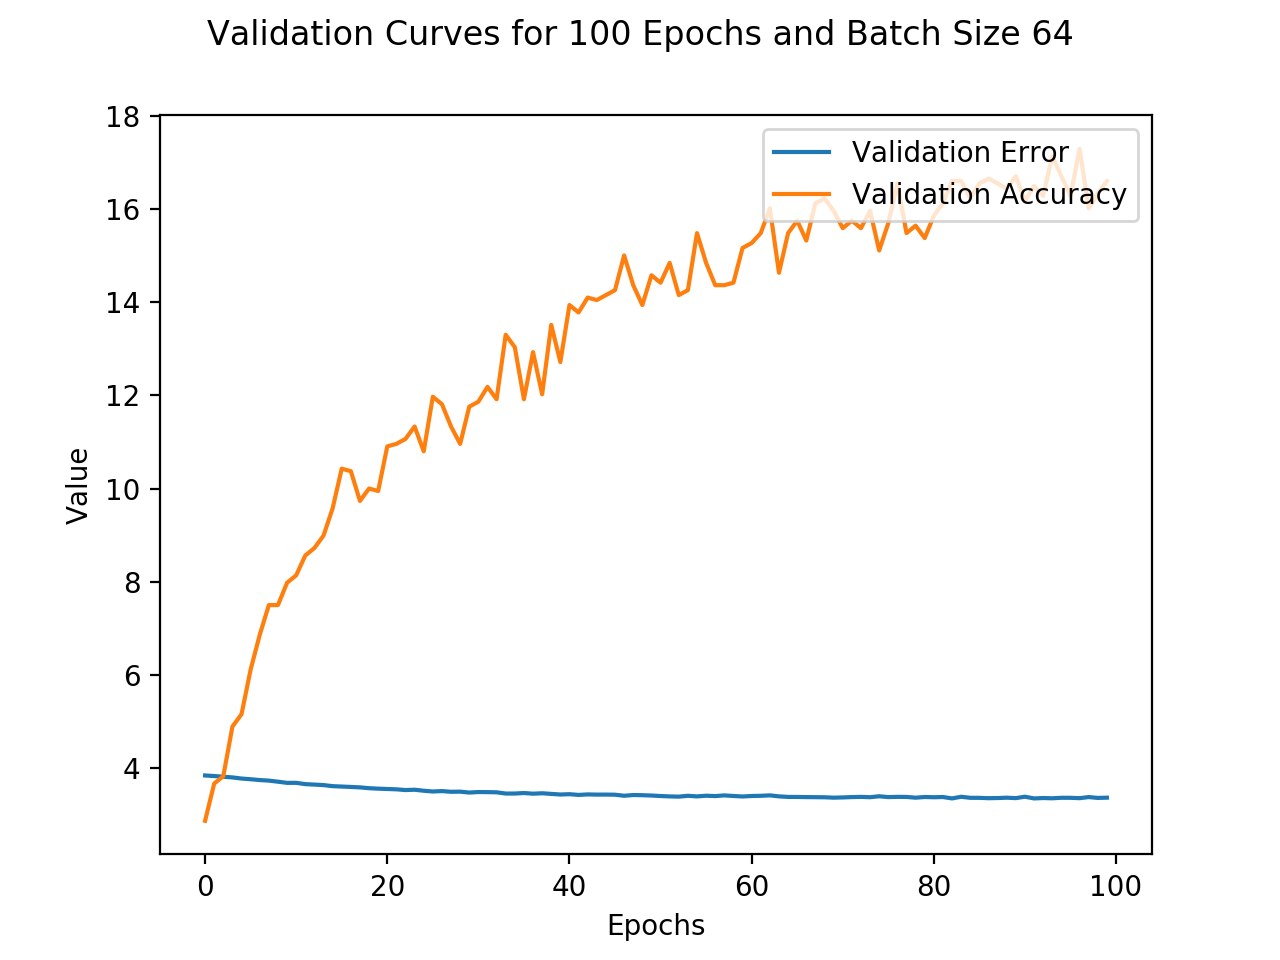 Validation Curves for 100 Epochs and Batch Size 64
Validation Error
Validation Accuracy
18
16
14
12
10
8
6
4
Value
0 20 40 60 80 100
Epochs